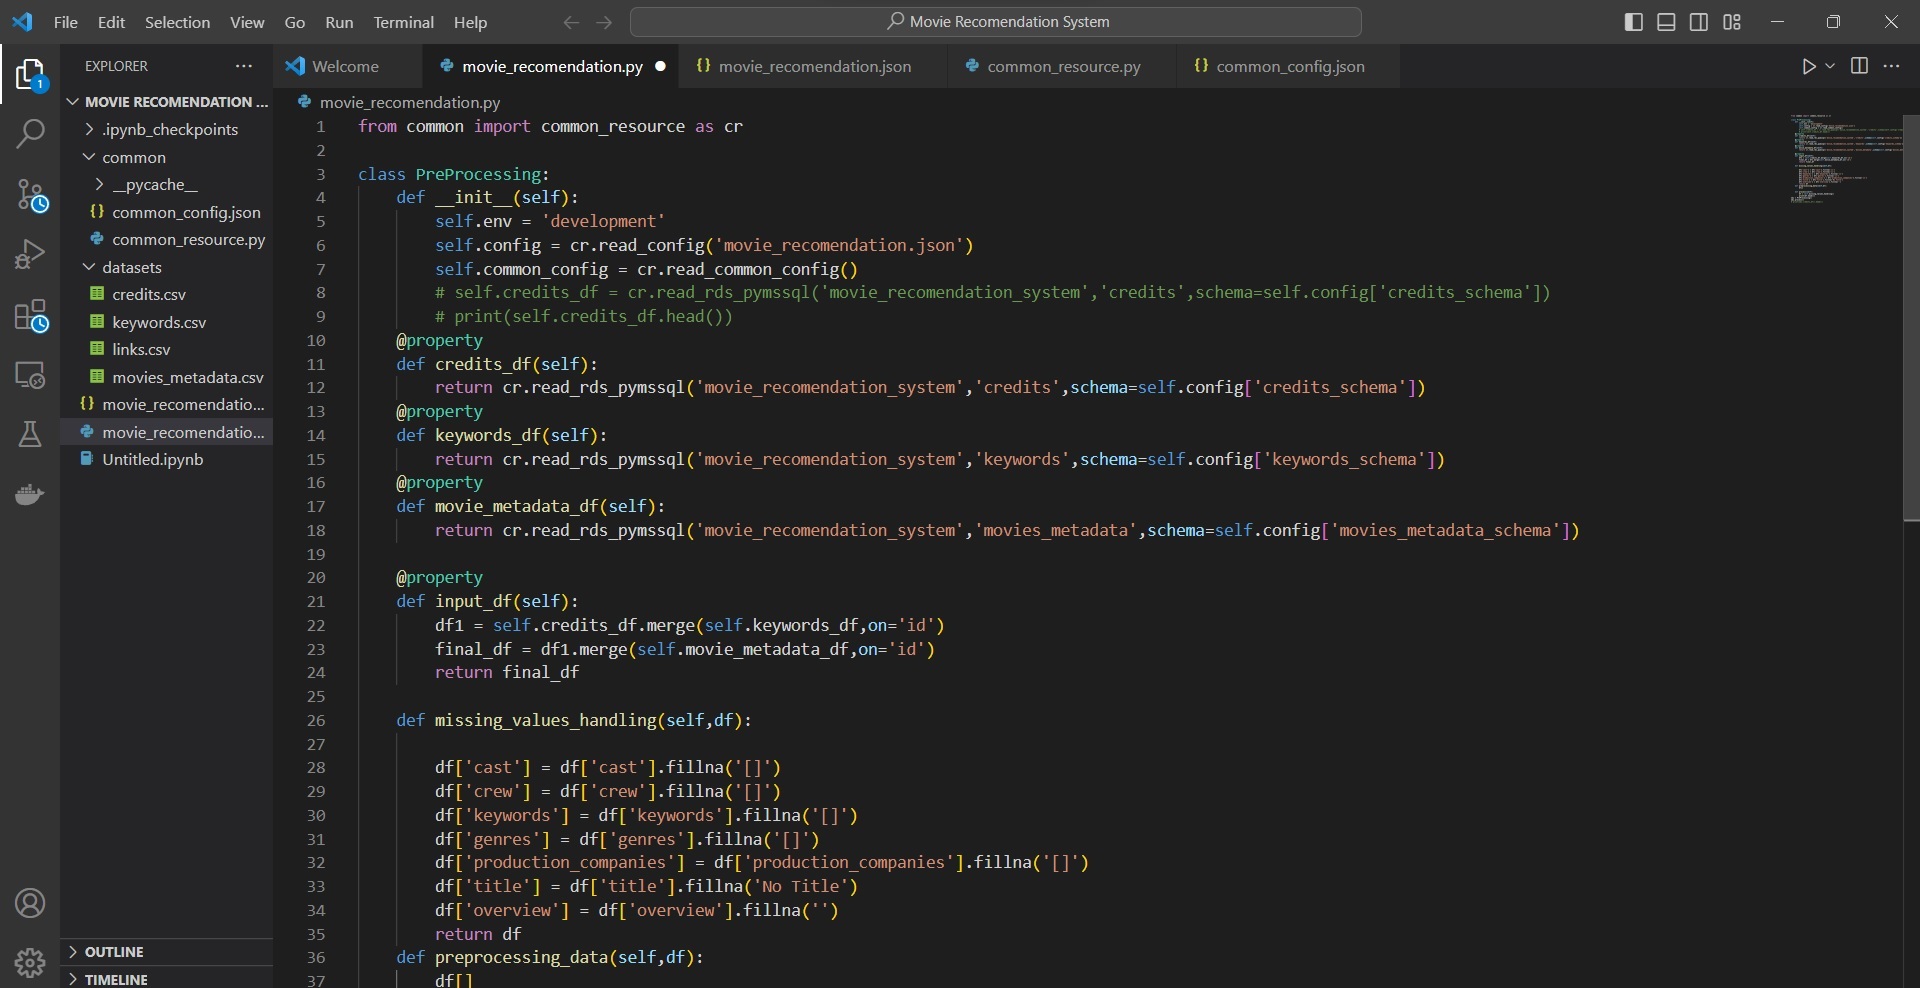 File Edit Selection View Go Run Terminal Help
Movie Recomendation System
EXPLORER
Welcome
movie_recomendation.py
movie_recomendation.json
common_resource.py
common_config.json
1
MOVIE RECOMENDATION ...
.ipynb_checkpoints
common
__pycache__
common_config.json
common_resource.py
datasets
credits.csv
keywords.csv
links.csv
movies_metadata.csv
movie_recomendatio...
movie_recomendatio...
Untitled.ipynb
OUTLINE
TIMELINE
movie_recomendation.py
1 from common import common_resource as cr
2
3 class PreProcessing:
4 def __init__(self):
5 self.env = 'development'
6 self.config = cr.read_config('movie_recomendation.json')
7 self.common_config = cr.read_common_config()
8 # self.credits_df = cr.read_rds_pymssql('movie_recomendation_system','credits',schema=self.config['credits_schema'])
9 # print(self.credits_df.head())
10 @property
11 def credits_df(self):
12 return cr.read_rds_pymssql('movie_recomendation_system','credits',schema=self.config['credits_schema'])
13 @property
14 def keywords_df(self):
15 return cr.read_rds_pymssql('movie_recomendation_system','keywords',schema=self.config['keywords_schema'])
16 @property
17 def movie_metadata_df(self):
18 return cr.read_rds_pymssql('movie_recomendation_system','movies_metadata',schema=self.config['movies_metadata_schema'])
19
20 @property
21 def input_df(self):
22 df1 = self.credits_df.merge(self.keywords_df,on='id')
23 final_df = df1.merge(self.movie_metadata_df,on='id')
24 return final_df
25
26 def missing_values_handling(self,df):
27
28 df['cast'] = df['cast'].fillna('[]')
29 df['crew'] = df['crew'].fillna('[]')
30 df['keywords'] = df['keywords'].fillna('[]')
31 df['genres'] = df['genres'].fillna('[]')
32 df['production_companies'] = df['production_companies'].fillna('[]')
33 df['title'] = df['title'].fillna('No Title')
34 df['overview'] = df['overview'].fillna('')
35 return df
36 def preprocessing_data(self,df):
37 df[]